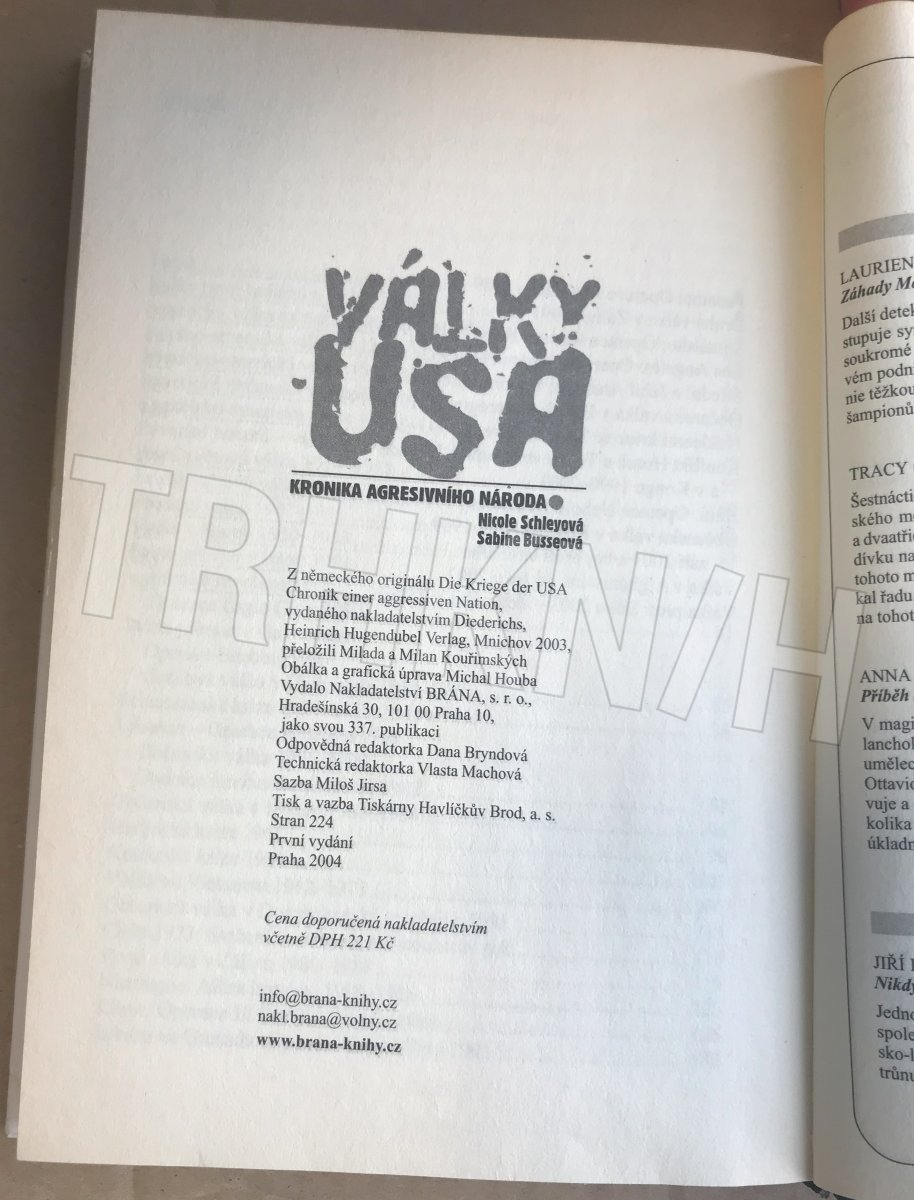 VÁLKY
USA
KRONIKA AGRESIVNÍHO NÁRODA
Nicole Schleyová
Sabine Busseová
Z německého originálu Die Kriege der USA
Chronik einer aggressiven Nation,
vydaného nakladatelstvím Diederichs,
Heinrich Hugendubel Verlag, Mnichov 2003,
přeložili Milada a Milan Kouřimských
Obálka a grafická úprava Michal Houba
Vydalo Nakladatelství BRÁNA, s. r. o.,
Hradešínská 30, 101 00 Praha 10,
jako svou 337. publikaci
Odpovědná redaktorka Dana Bryndová
Technická redaktorka Vlasta Machová
Sazba Miloš Jirsa
Tisk a vazba Tiskárny Havlíčkův Brod, a. s.
Stran 224
První vydání
Praha 2004
Cena doporučená nakladatelstvím
včetně DPH 221 Kč
info@brana-knihy.cz
nakl.brana@volny.cz
www.brana-knihy.cz
LAURIEN
Záhady
Další
stupuje sy
soukromé
vém
nie těžkou
šampionů
TRACY
Šestnácti
ského
a
dívku na
tohoto
kal řadu
na tohot
ANNA
Příběh
V magi
lanchol
umělec
Ottavio
vuje a
kolika
úkladn
JIŘÍ
Nikdy
Jedno
spole
trůnu